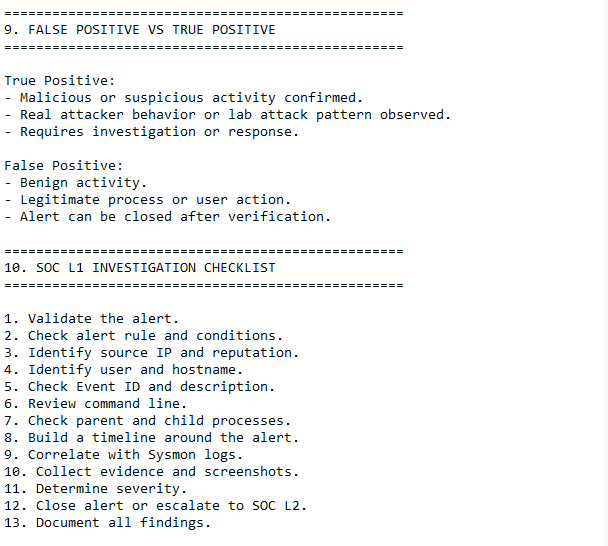 ==================================================
9. FALSE POSITIVE VS TRUE POSITIVE
==================================================
True Positive:
- Malicious or suspicious activity confirmed.
- Real attacker behavior or lab attack pattern observed.
- Requires investigation or response.
False Positive:
- Benign activity.
- Legitimate process or user action.
- Alert can be closed after verification.
==================================================
10. SOC L1 INVESTIGATION CHECKLIST
==================================================
1. Validate the alert.
2. Check alert rule and conditions.
3. Identify source IP and reputation.
4. Identify user and hostname.
5. Check Event ID and description.
6. Review command line.
7. Check parent and child processes.
8. Build a timeline around the alert.
9. Correlate with Sysmon logs.
10. Collect evidence and screenshots.
11. Determine severity.
12. Close alert or escalate to SOC L2.
13. Document all findings.